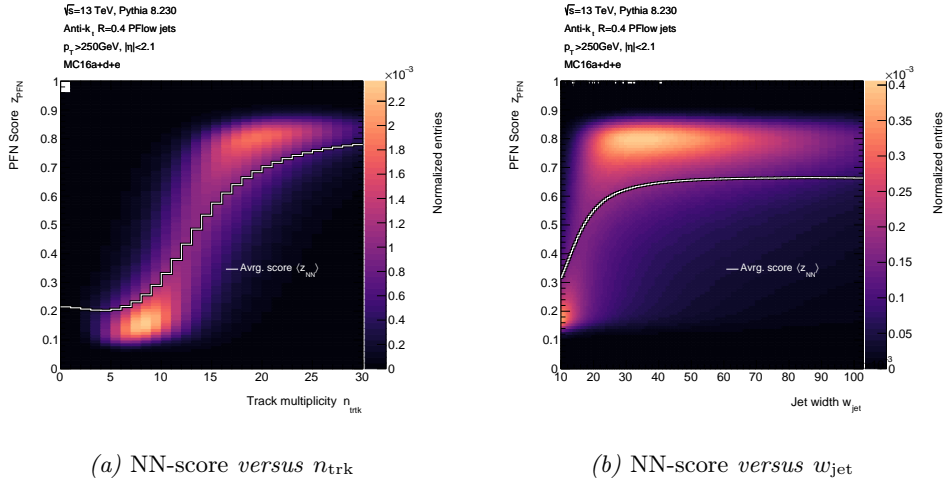 √s=13 TeV, Pythia 8.230
Anti-k_t R=0.4 PFlow jets
p_T>250GeV, |η|<2.1
MC16a+d+e
×10⁻³
PFN Score z_PFN
1
0.9
0.8
0.7
0.6
0.5
0.4
0.3
0.2
0.1
0
0 5 10 15 20 25 30
Track multiplicity n_trtk
Avrg. score ⟨z_NN⟩
2.2
2
1.8
1.6
1.4
1.2
1
0.8
0.6
0.4
0.2
0
Normalized entries
(a) NN-score versus n_trk
√s=13 TeV, Pythia 8.230
Anti-k_t R=0.4 PFlow jets
p_T>250GeV, |η|<2.1
MC16a+d+e
×10⁻³
PFN Score z_PFN
1
0.9
0.8
0.7
0.6
0.5
0.4
0.3
0.2
0.1
0
10 20 30 40 50 60 70 80 90 100
Jet width w_jet
Avrg. score ⟨z_NN⟩
0.4
0.35
0.3
0.25
0.2
0.15
0.1
0.05
0
Normalized entries
(b) NN-score versus w_jet